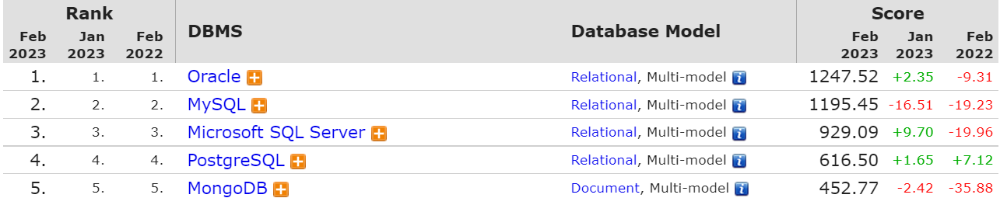 Rank Score
Feb 2023 Jan 2023 Feb 2022 DBMS Database Model Feb 2023 Jan 2023 Feb 2022
1. 1. 1. Oracle Relational, Multi-model 1247.52 +2.35 -9.31
2. 2. 2. MySQL Relational, Multi-model 1195.45 -16.51 -19.23
3. 3. 3. Microsoft SQL Server Relational, Multi-model 929.09 +9.70 -19.96
4. 4. 4. PostgreSQL Relational, Multi-model 616.50 +1.65 +7.12
5. 5. 5. MongoDB Document, Multi-model 452.77 -2.42 -35.88